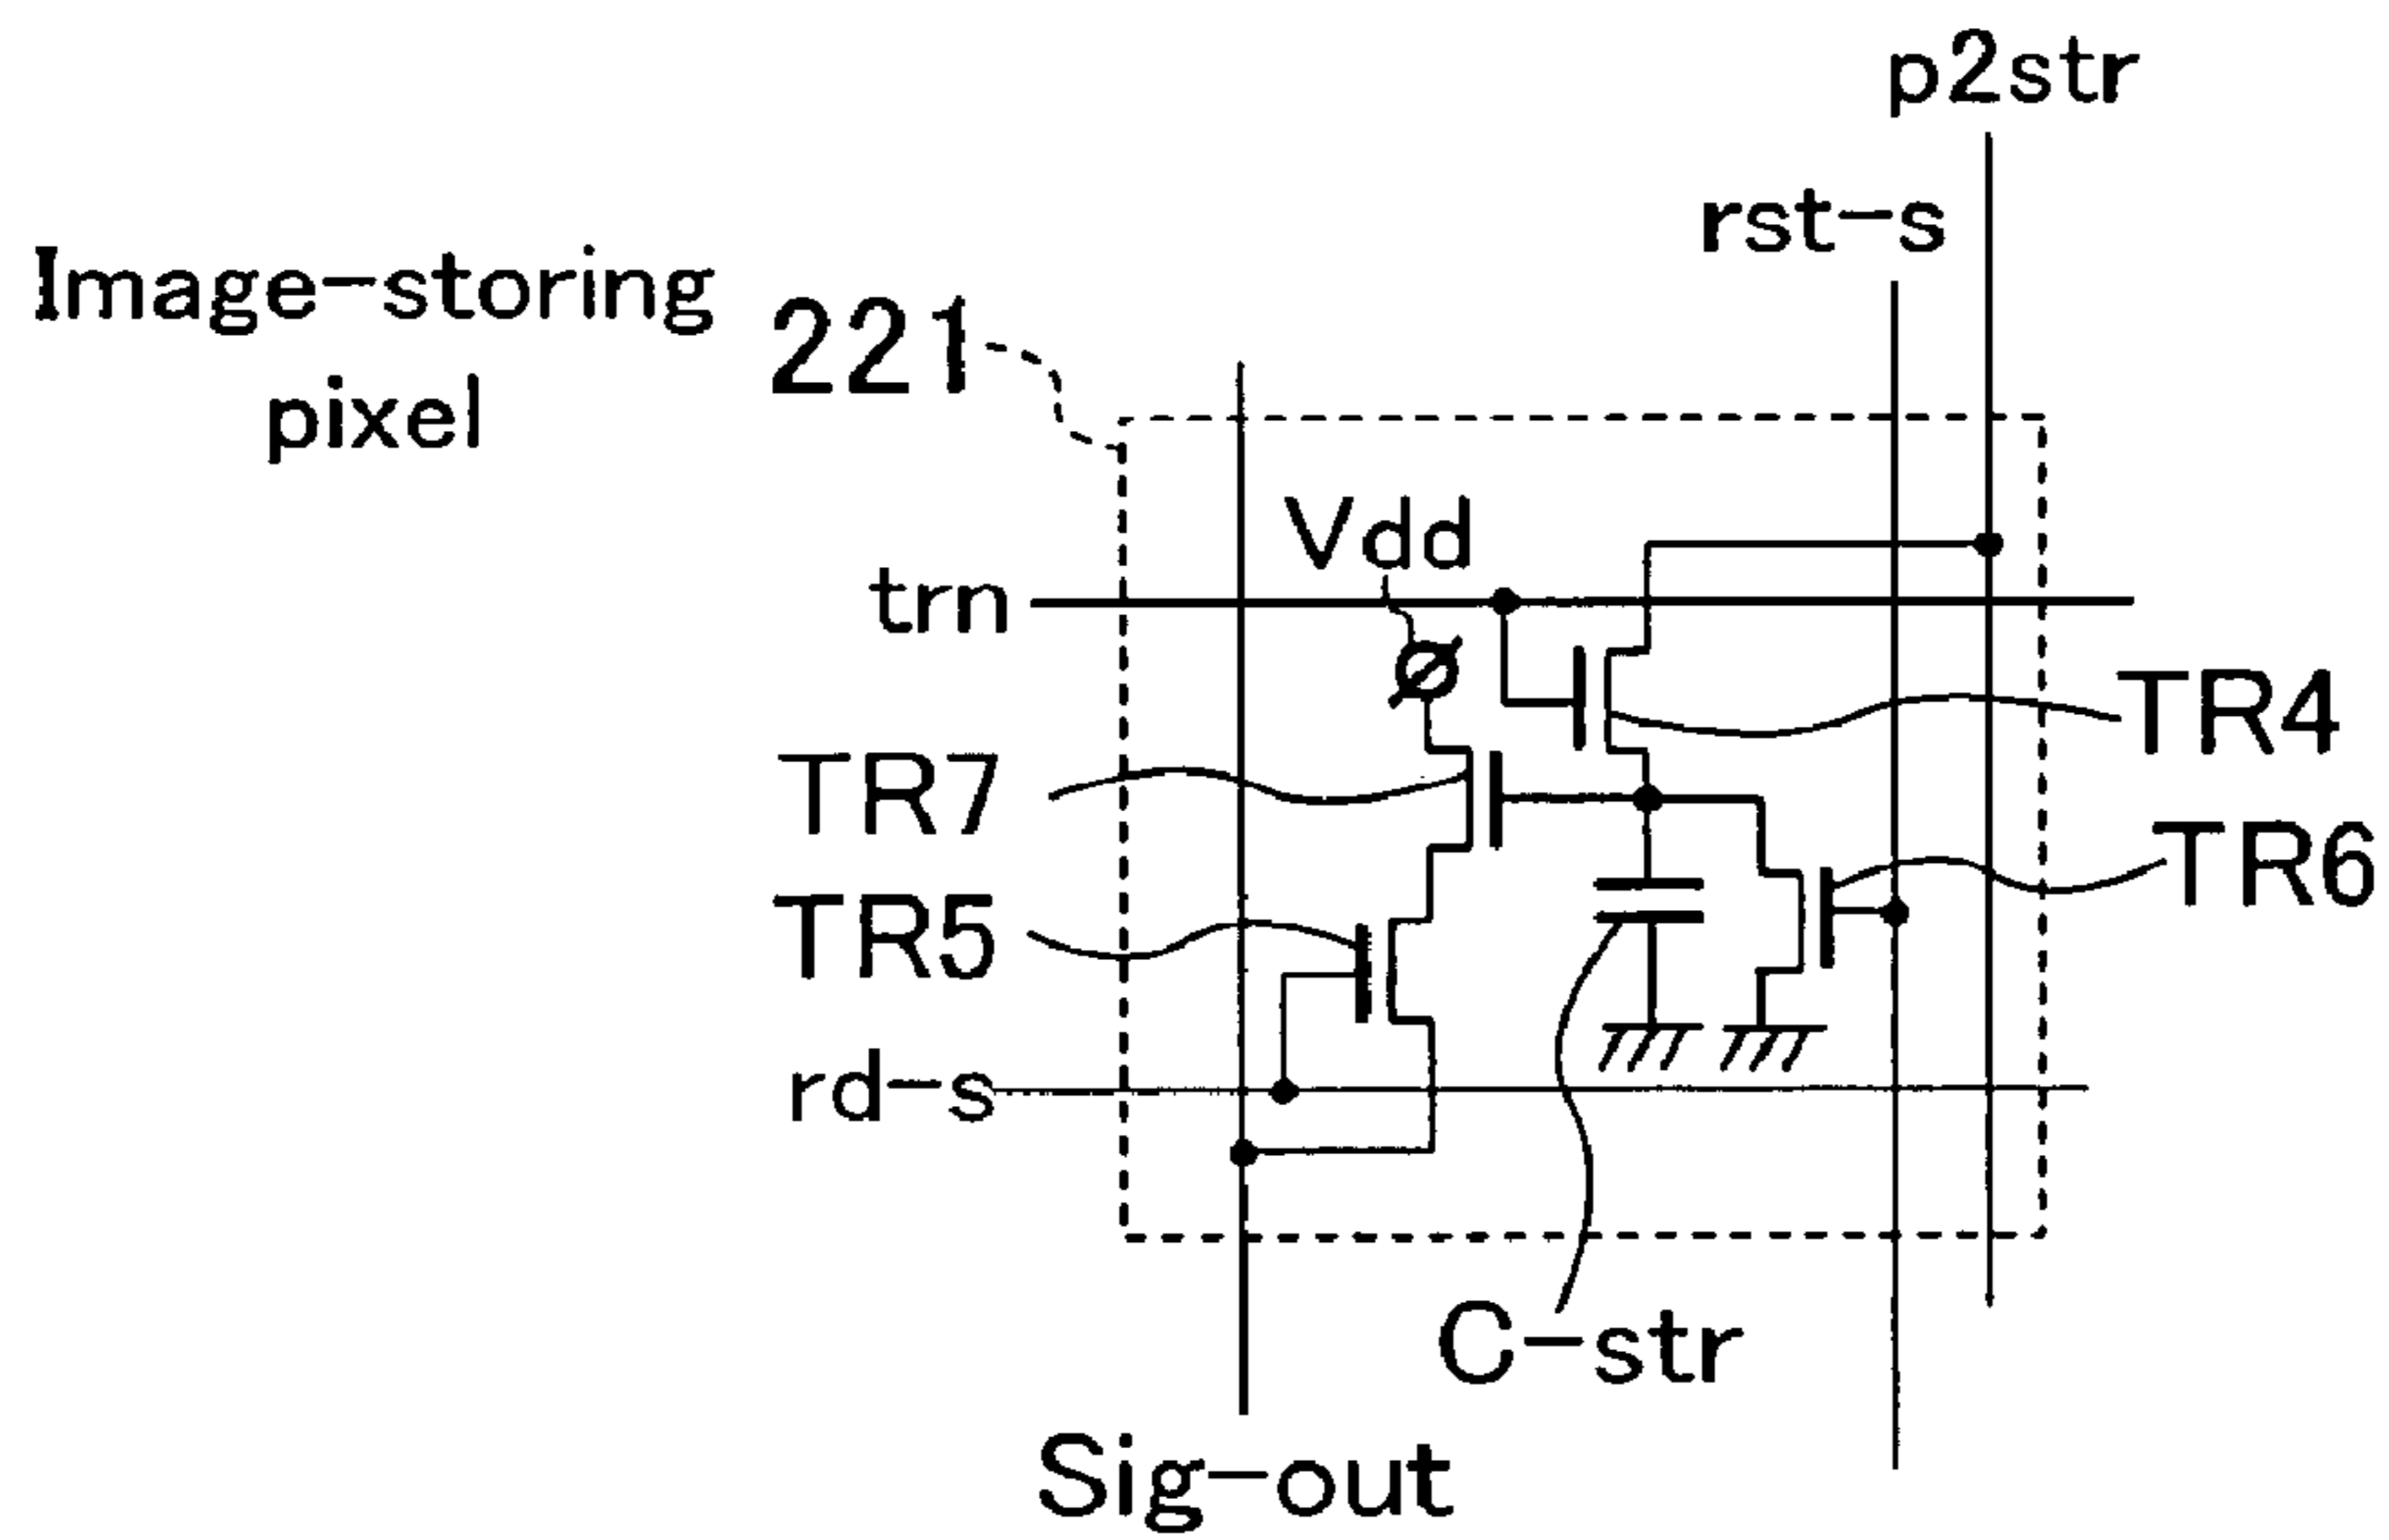 p2str
rst-s
Image-storing
pixel
221
Vdd
trn
TR4
TR7
TR6
TR5
rd-s
C-str
Sig-out